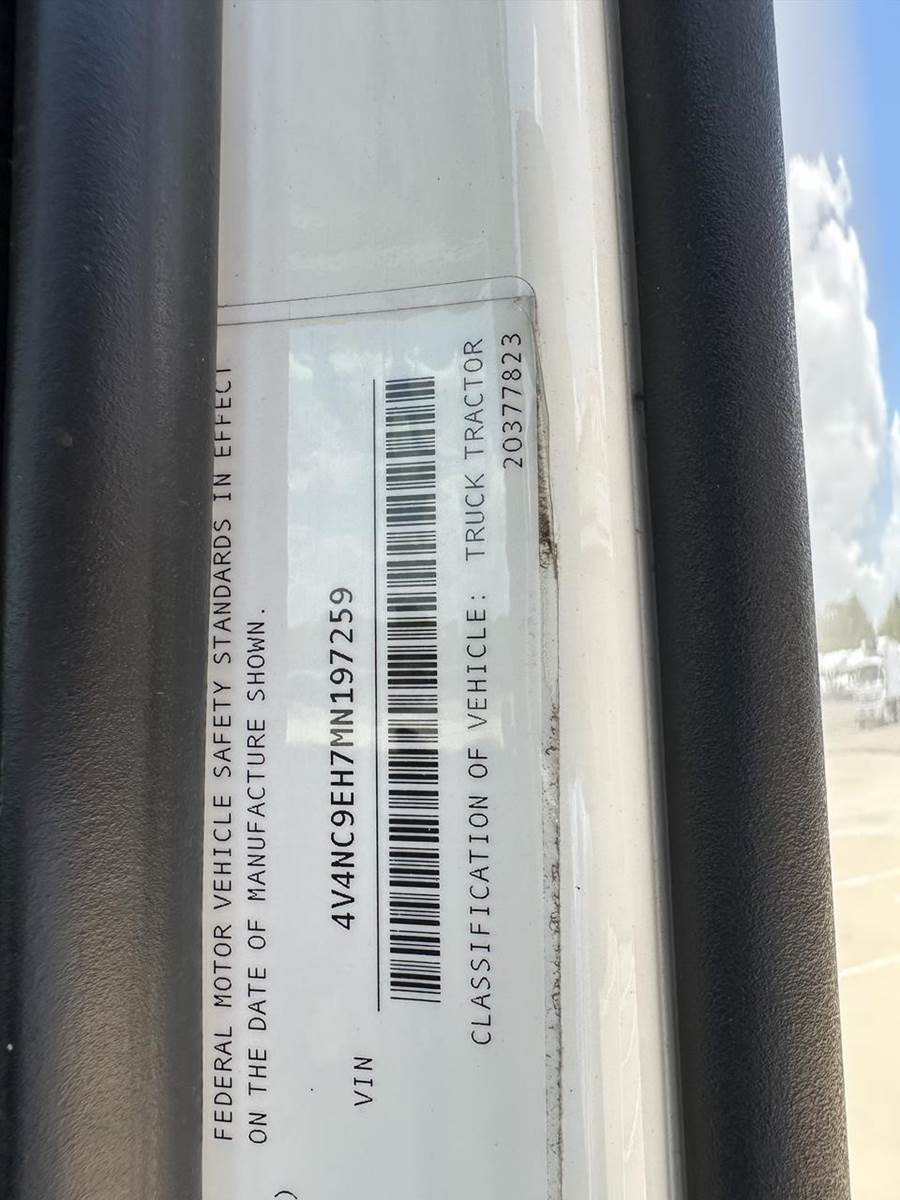 FEDERAL MOTOR VEHICLE SAFETY STANDARDS IN EFFECT
ON THE DATE OF MANUFACTURE SHOWN.
4V4NC9EH7MN197259
VIN
CLASSIFICATION OF VEHICLE: TRUCK TRACTOR
20377823
)